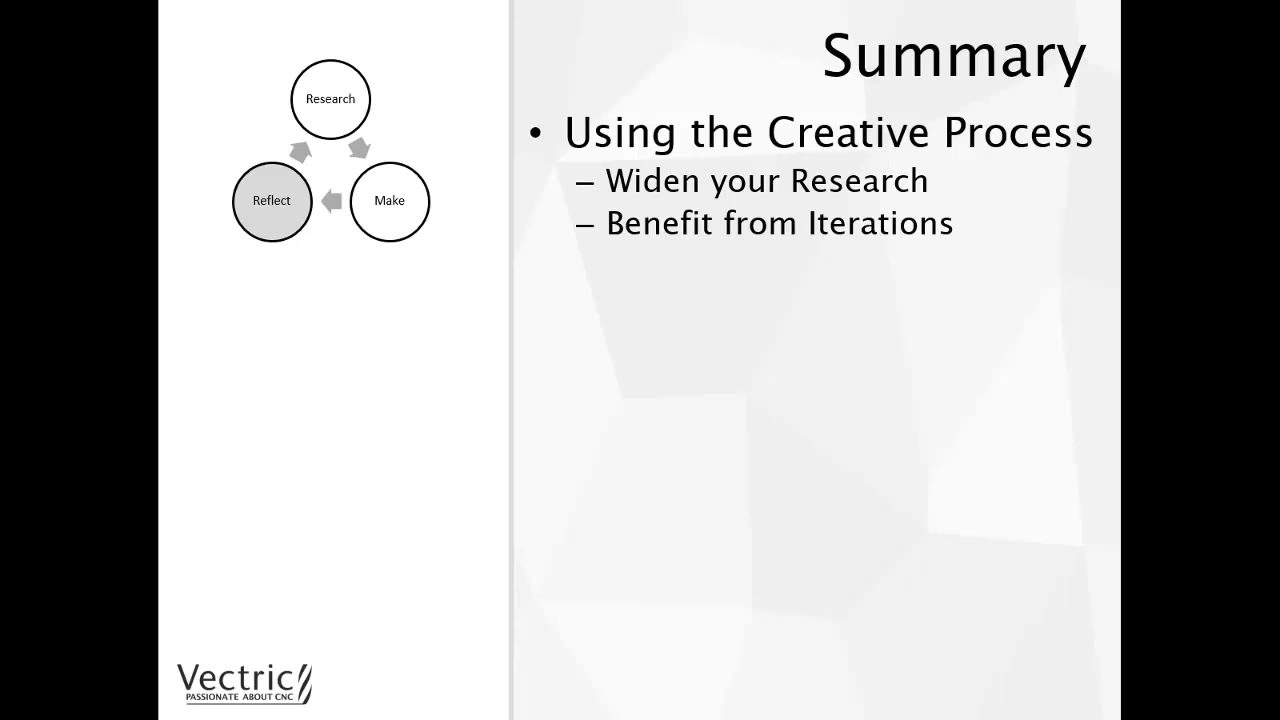 Summary
Research
Reflect
Make
• Using the Creative Process
– Widen your Research
– Benefit from Iterations
Vectric
PASSIONATE ABOUT CNC